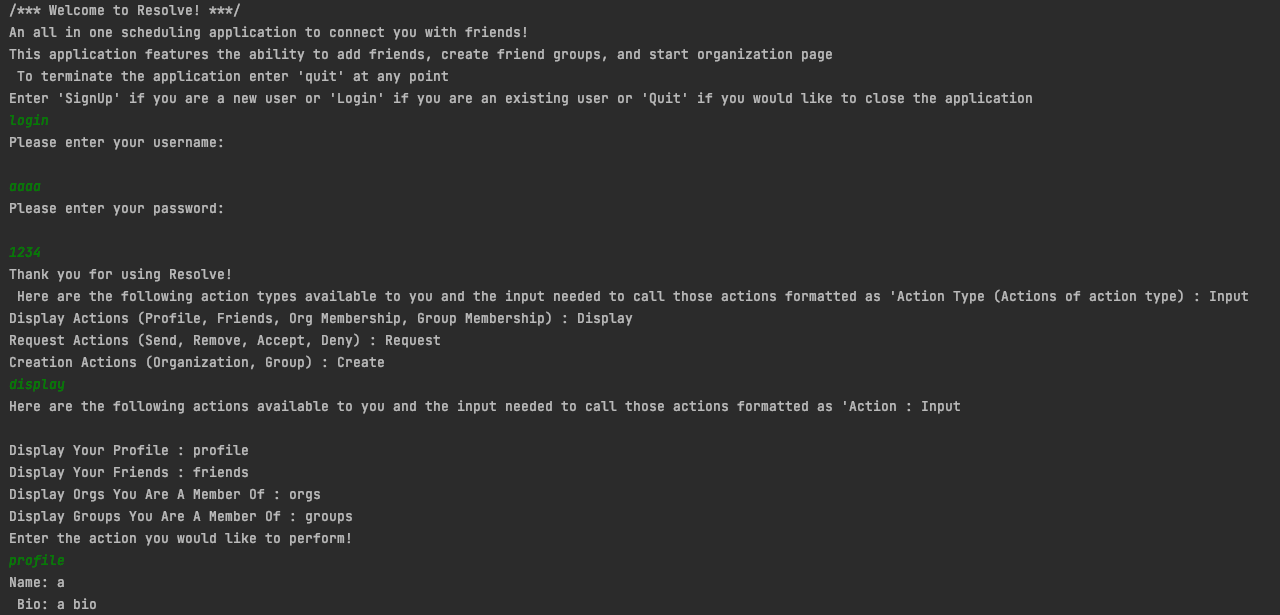 /*** Welcome to Resolve! ***/
An all in one scheduling application to connect you with friends!
This application features the ability to add friends, create friend groups, and start organization page
 To terminate the application enter 'quit' at any point
Enter 'SignUp' if you are a new user or 'Login' if you are an existing user or 'Quit' if you would like to close the application
login
Please enter your username:
aaaa
Please enter your password:
1234
Thank you for using Resolve!
 Here are the following action types available to you and the input needed to call those actions formatted as 'Action Type (Actions of action type) : Input
Display Actions (Profile, Friends, Org Membership, Group Membership) : Display
Request Actions (Send, Remove, Accept, Deny) : Request
Creation Actions (Organization, Group) : Create
display
Here are the following actions available to you and the input needed to call those actions formatted as 'Action : Input
Display Your Profile : profile
Display Your Friends : friends
Display Orgs You Are A Member Of : orgs
Display Groups You Are A Member Of : groups
Enter the action you would like to perform!
profile
Name: a
 Bio: a bio